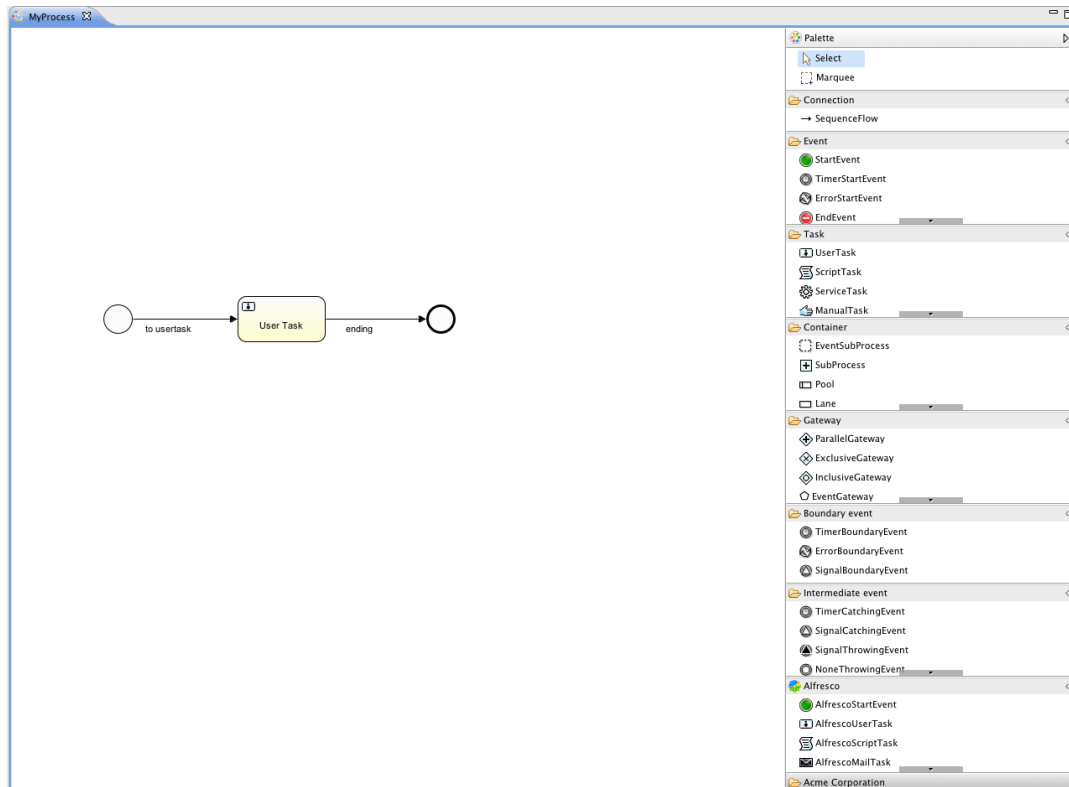 MyProcess
Palette
Select
Marquee
Connection
SequenceFlow
Event
StartEvent
TimerStartEvent
ErrorStartEvent
EndEvent
Task
UserTask
ScriptTask
ServiceTask
ManualTask
Container
EventSubProcess
SubProcess
Pool
Lane
Gateway
ParallelGateway
ExclusiveGateway
InclusiveGateway
EventGateway
Boundary event
TimerBoundaryEvent
ErrorBoundaryEvent
SignalBoundaryEvent
Intermediate event
TimerCatchingEvent
SignalCatchingEvent
SignalThrowingEvent
NoneThrowingEvent
Alfresco
AlfrescoStartEvent
AlfrescoUserTask
AlfrescoScriptTask
AlfrescoMailTask
Acme Corporation
to usertask
User Task
ending